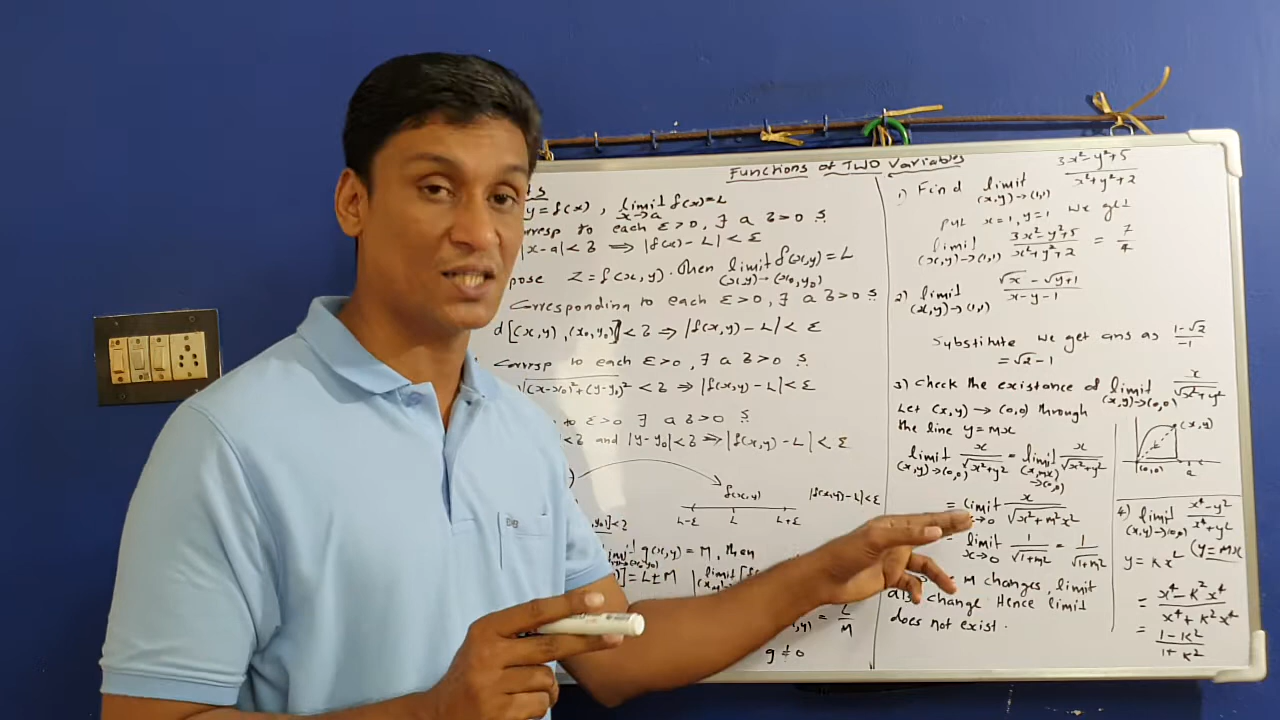 Functions of TWO Variables
y = f(x), limit x→a f(x) = L
corresp to each ε>0, ∃ a δ>0 s
|x-a| < δ ⟹ |f(x) - L| < ε
pose Z = f(x,y). Then limit (x,y)→(x₀,y₀) f(x,y) = L
Corresponding to each ε>0, ∃ a δ>0 s
d[(x,y), (x₀,y₀)] < δ ⟹ |f(x,y) - L| < ε
Corresp to each ε>0 ∃ a δ>0 s
√(x-x₀)²+(y-y₀)² < δ ⟹ |f(x,y) - L| < ε
to ε>0 ∃ a δ>0 s
< δ and |y-y₀| < δ ⟹ |f(x,y) - L| < ε
f(x,y) |f(x,y)-L| < ε
L-ε L L+ε
g(x,y) = M, then
= L±M
= L/M
g ≠ 0
1) Find limit (x,y)→(1,1) 3x²-y²+5 / x²+y²+2
Put x=1, y=1 we get
limit (x,y)→(1,1) 3x²-y²+5 / x²+y²+2 = 7/4
2) limit (x,y)→(1,1) √x - √y+1 / x-y-1
Substitute we get ans as 1-√2 / -1
= √2-1
3) Check the existance of limit (x,y)→(0,0) x / √x²+y²
Let (x,y) → (0,0) through
the line y=mx
limit (x,y)→(0,0) x / √x²+y² = limit (x,mx)→(0,0) x / √x²+y²
= limit x→0 x / √x²+m²x²
limit x→0 1 / √1+m² = 1 / √1+m²
m changes, limit
change Hence limit
does not exist.
(x,y)
(0,0) a
4) limit (x,y)→(0,0) x⁴-y² / x⁴+y²
y = kx² (y=mx
= x⁴-k²x⁴ / x⁴+k²x⁴
= 1-k² / 1+k²